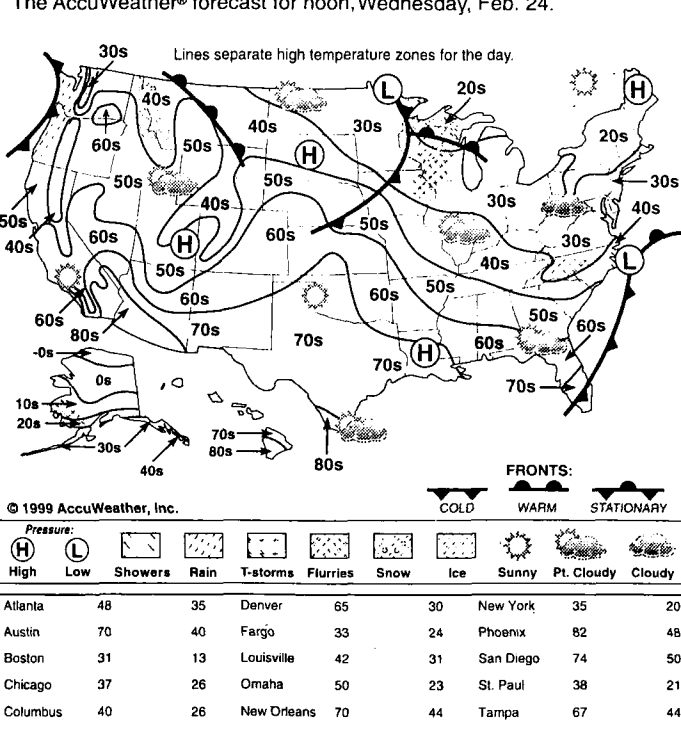 The AccuWeather® forecast for noon, Wednesday, Feb. 24.
Lines separate high temperature zones for the day.
30s
40s
60s
50s
40s
30s
20s
20s
H
L
H
50s
50s
40s
30s
30s
40s
50s
40s
60s
H
60s
50s
30s
40s
L
50s
60s
60s
50s
50s
60s
60s
80s
70s
70s
70s
H
60s
70s
-0s
0s
10s
20s
30s
40s
70s
80s
80s
FRONTS:
COLD WARM STATIONARY
© 1999 AccuWeather, Inc.
Pressure:
H L
High Low Showers Rain T-storms Flurries Snow Ice Sunny Pt. Cloudy Cloudy
Atlanta 48 35 Denver 65 30 New York 35 20
Austin 70 40 Fargo 33 24 Phoenix 82 48
Boston 31 13 Louisville 42 31 San Diego 74 50
Chicago 37 26 Omaha 50 23 St. Paul 38 21
Columbus 40 26 New Orleans 70 44 Tampa 67 44